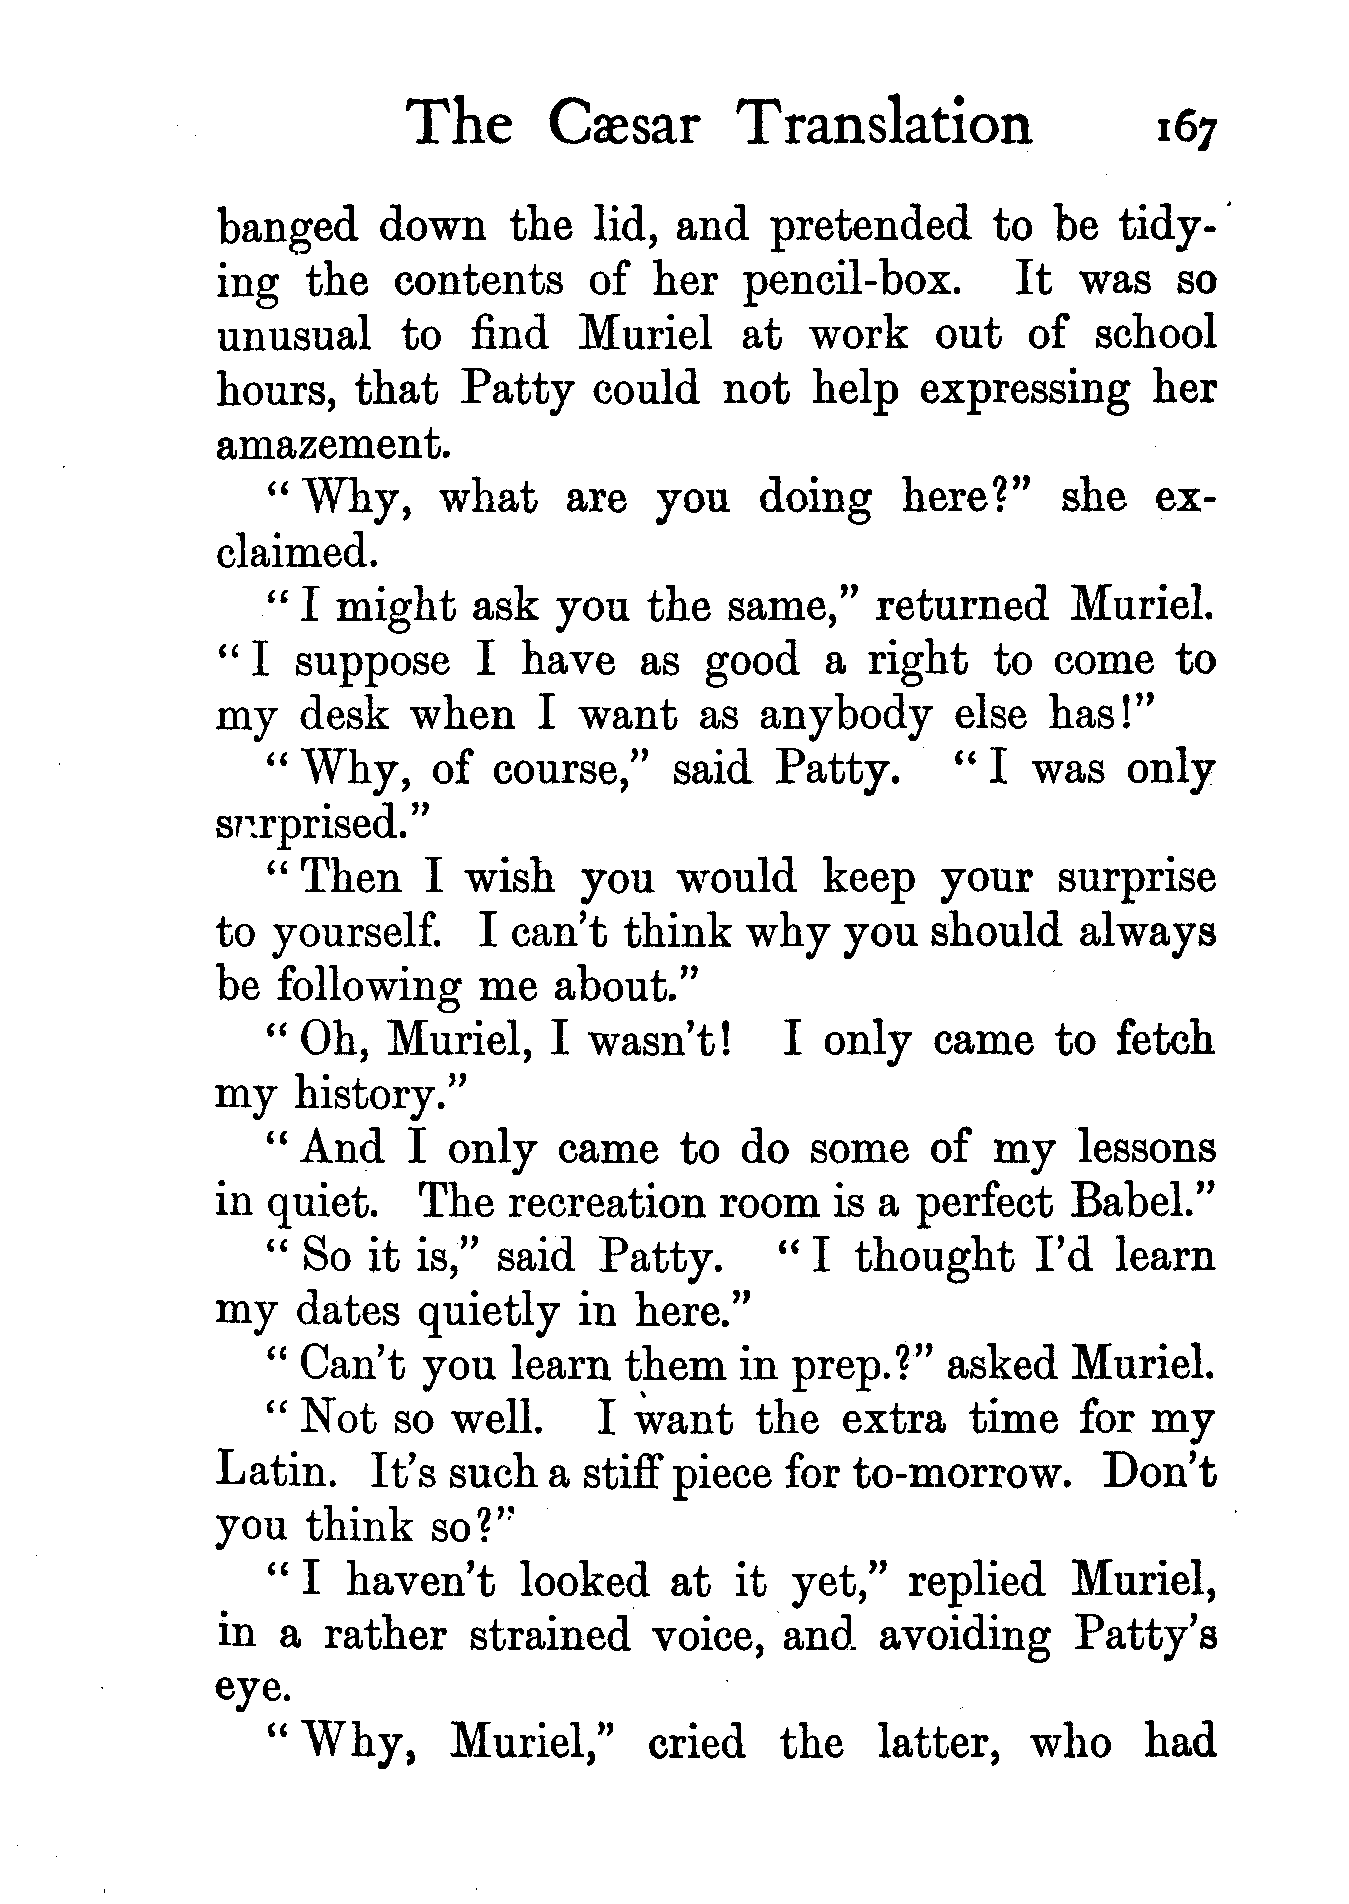 The Cæsar Translation 167
banged down the lid, and pretended to be tidy-
ing the contents of her pencil-box. It was so
unusual to find Muriel at work out of school
hours, that Patty could not help expressing her
amazement.
“Why, what are you doing here?” she ex-
claimed.
“I might ask you the same,” returned Muriel.
“I suppose I have as good a right to come to
my desk when I want as anybody else has!”
“Why, of course,” said Patty. “I was only
surprised.”
“Then I wish you would keep your surprise
to yourself. I can’t think why you should always
be following me about.”
“Oh, Muriel, I wasn’t! I only came to fetch
my history.”
“And I only came to do some of my lessons
in quiet. The recreation room is a perfect Babel.”
“So it is,” said Patty. “I thought I’d learn
my dates quietly in here.”
“Can’t you learn them in prep.?” asked Muriel.
“Not so well. I want the extra time for my
Latin. It’s such a stiff piece for to-morrow. Don’t
you think so?”
“I haven’t looked at it yet,” replied Muriel,
in a rather strained voice, and avoiding Patty’s
eye.
“Why, Muriel,” cried the latter, who had